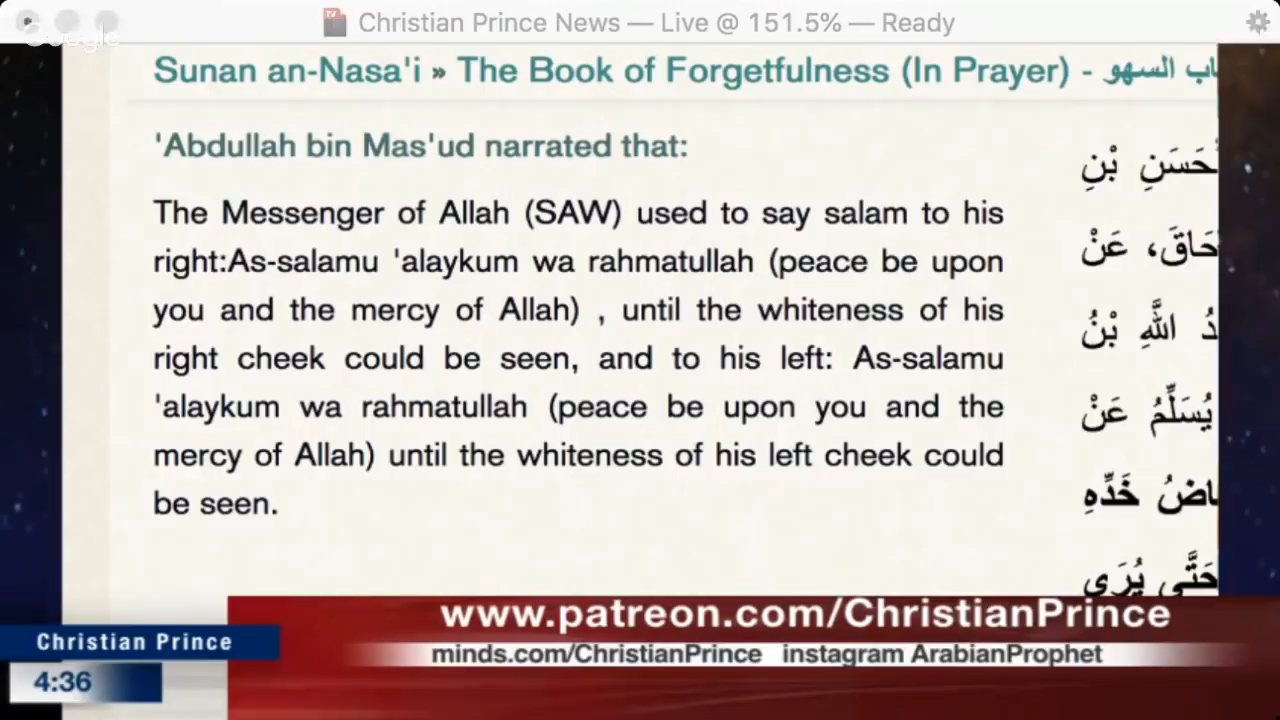 Christian Prince News — Live @ 151.5% — Ready
Google
Sunan an-Nasa'i » The Book of Forgetfulness (In Prayer) - اب السهو
'Abdullah bin Mas'ud narrated that:
The Messenger of Allah (SAW) used to say salam to his
right:As-salamu 'alaykum wa rahmatullah (peace be upon
you and the mercy of Allah) , until the whiteness of his
right cheek could be seen, and to his left: As-salamu
'alaykum wa rahmatullah (peace be upon you and the
mercy of Allah) until the whiteness of his left cheek could
be seen.
حَسَنِ بْنِ
حَاقَ، عَنْ
دُ اللَّهِ بْنُ
يُسَلِّمُ عَنْ
اضُ خَدِّهِ
حَتَّى يُرَى
www.patreon.com/ChristianPrince
minds.com/ChristianPrince instagram ArabianProphet
Christian Prince
4:36